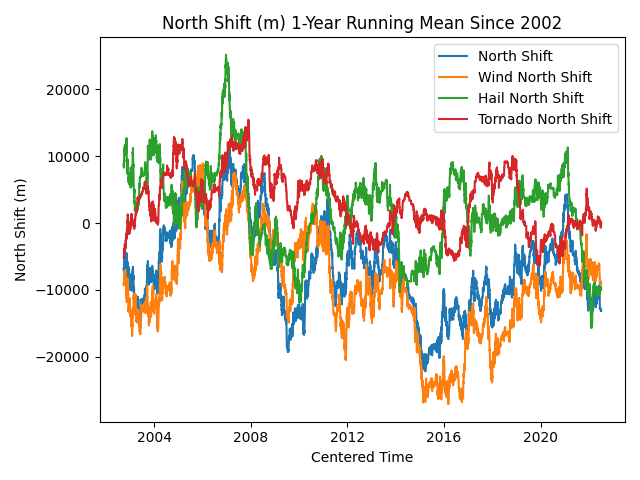 North Shift (m) 1-Year Running Mean Since 2002
North Shift
Wind North Shift
Hail North Shift
Tornado North Shift
20000
10000
0
−10000
−20000
North Shift (m)
2004 2008 2012 2016 2020
Centered Time